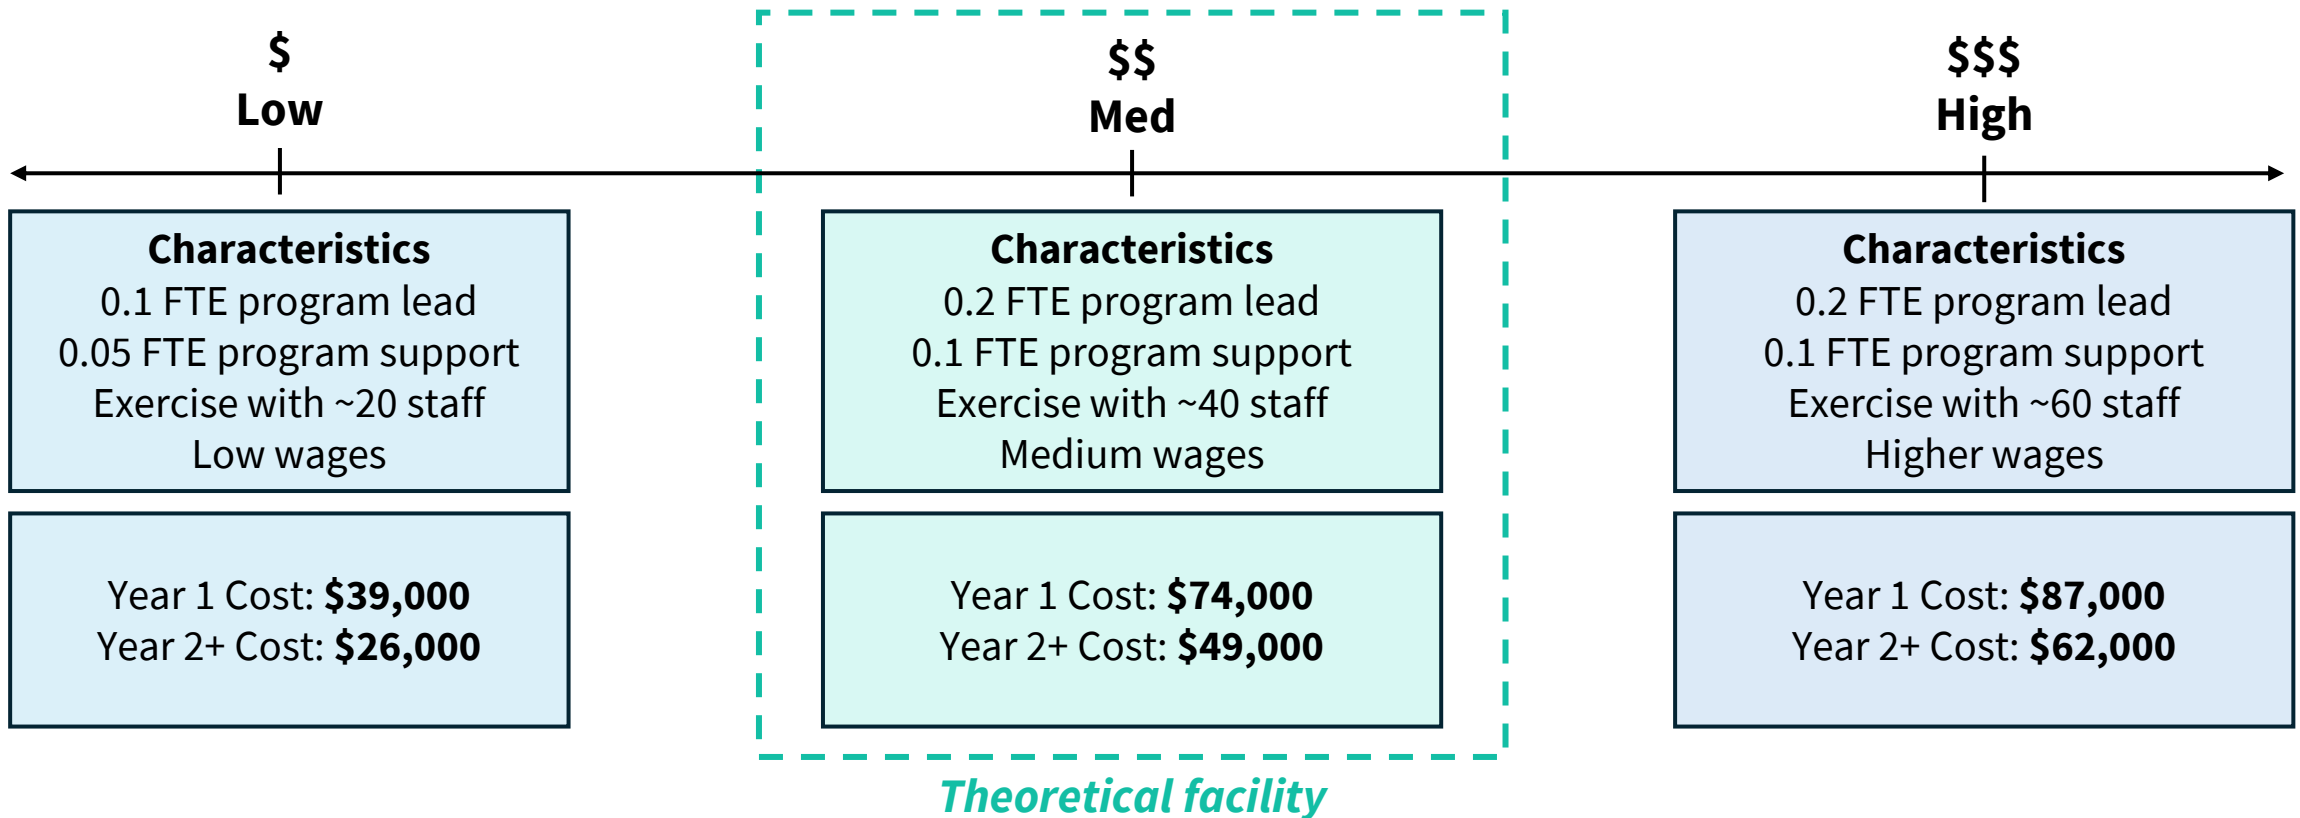 $
Low
Characteristics
0.1 FTE program lead
0.05 FTE program support
Exercise with ~20 staff
Low wages
Year 1 Cost: $39,000
Year 2+ Cost: $26,000
$$
Med
Characteristics
0.2 FTE program lead
0.1 FTE program support
Exercise with ~40 staff
Medium wages
Year 1 Cost: $74,000
Year 2+ Cost: $49,000
Theoretical facility
$$$
High
Characteristics
0.2 FTE program lead
0.1 FTE program support
Exercise with ~60 staff
Higher wages
Year 1 Cost: $87,000
Year 2+ Cost: $62,000